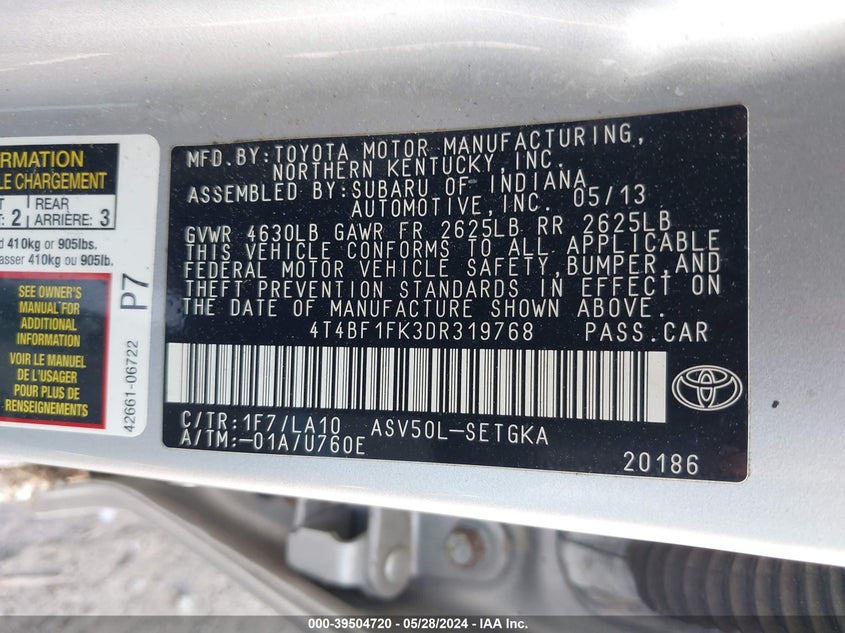 ORMATION
LE CHARGEMENT
2
REAR
ARRIÈRE: 3
410kg or 905lbs.
passer 410kg ou 905lb.
SEE OWNER'S
MANUAL FOR
ADDITIONAL
INFORMATION
VOIR LE MANUEL
DE L'USAGER
POUR PLUS DE
RENSEIGNEMENTS
P7
42661-06722
MFD.BY:TOYOTA MOTOR MANUFACTURING,
NORTHERN KENTUCKY,INC.
ASSEMBLED BY:SUBARU OF INDIANA
AUTOMOTIVE,INC. 05/13
GVWR 4630LB GAWR FR 2625LB RR 2625LB
THIS VEHICLE CONFORMS TO ALL APPLICABLE
FEDERAL MOTOR VEHICLE SAFETY,BUMPER,AND
THEFT PREVENTION STANDARDS IN EFFECT ON
THE DATE OF MANUFACTURE SHOWN ABOVE.
4T4BF1FK3DR319768 PASS.CAR
C/TR:1F7/LA10 ASV50L-SETGKA
A/TM:-01A/U760E
20186
000-39504720 - 05/28/2024 - IAA Inc.